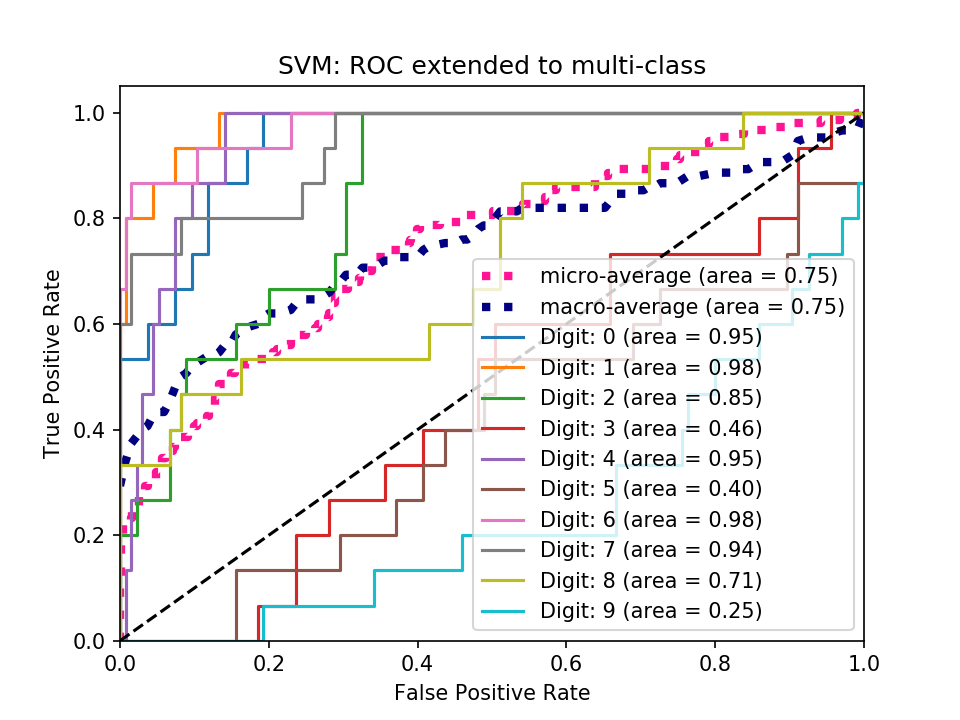 SVM: ROC extended to multi-class
1.0
0.8
0.6
0.4
0.2
0.0
True Positive Rate
0.0 0.2 0.4 0.6 0.8 1.0
False Positive Rate
micro-average (area = 0.75)
macro-average (area = 0.75)
Digit: 0 (area = 0.95)
Digit: 1 (area = 0.98)
Digit: 2 (area = 0.85)
Digit: 3 (area = 0.46)
Digit: 4 (area = 0.95)
Digit: 5 (area = 0.40)
Digit: 6 (area = 0.98)
Digit: 7 (area = 0.94)
Digit: 8 (area = 0.71)
Digit: 9 (area = 0.25)